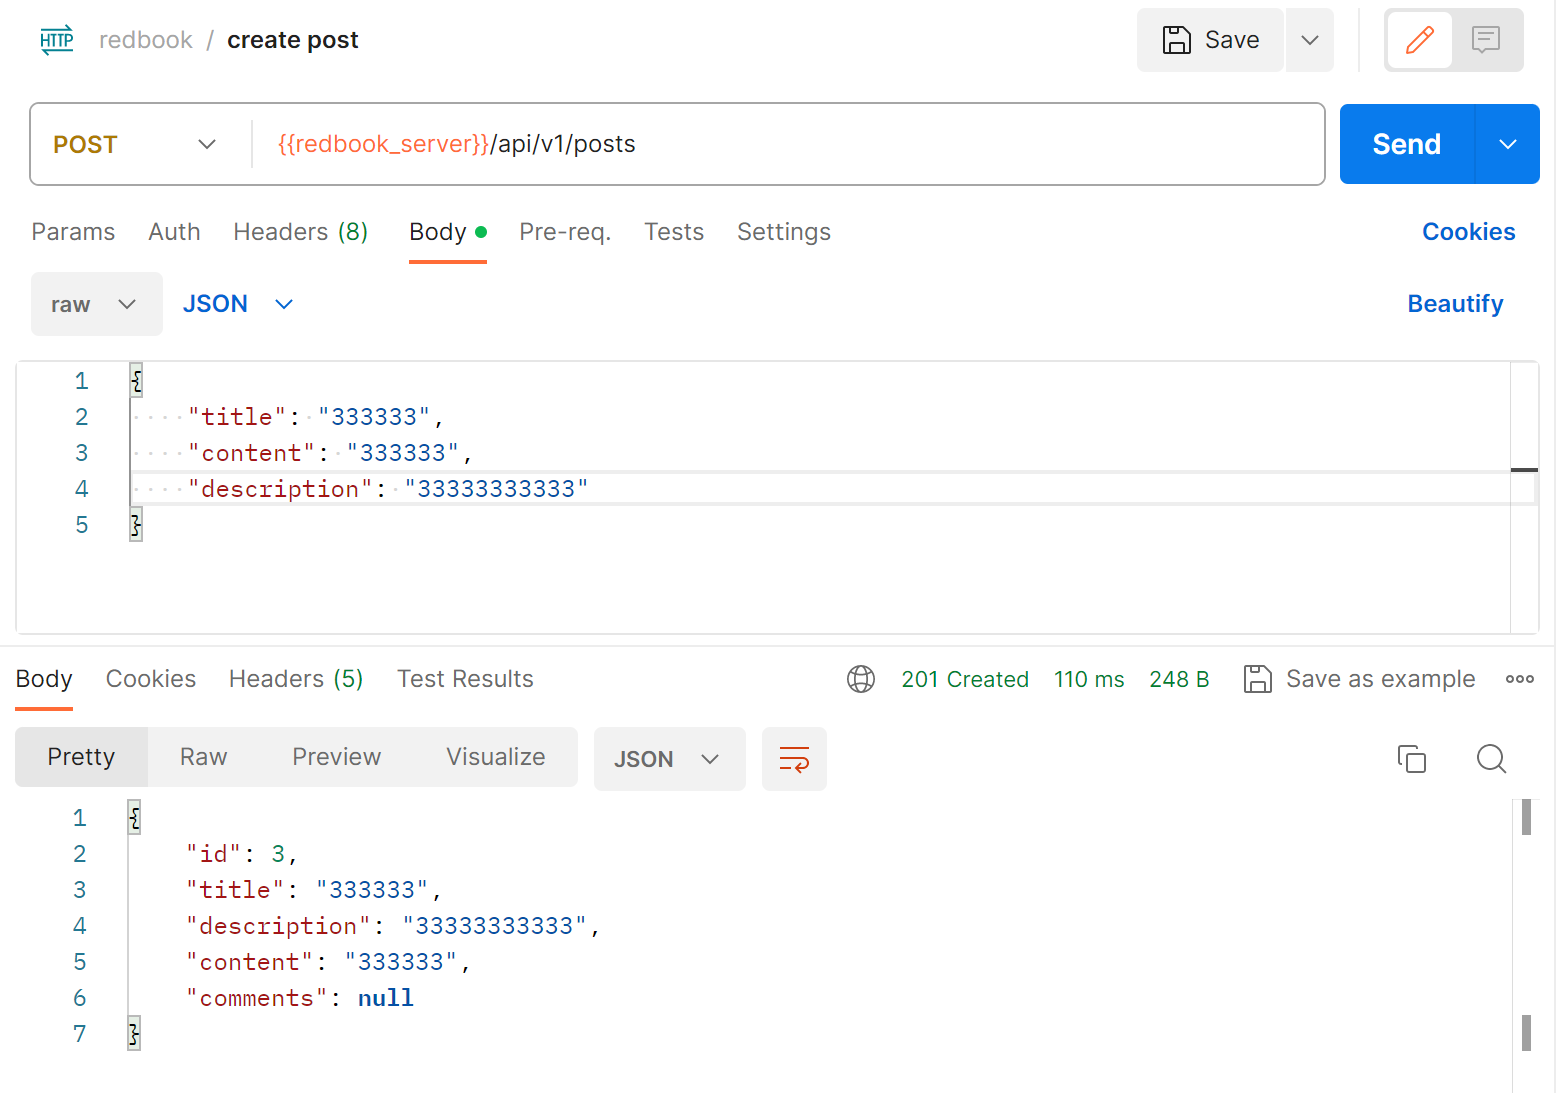 HTTP redbook / create post Save
POST {{redbook_server}}/api/v1/posts Send
Params Auth Headers (8) Body Pre-req. Tests Settings Cookies
raw JSON Beautify
1 {
2 "title": "333333",
3 "content": "333333",
4 "description": "33333333333"
5 }
Body Cookies Headers (5) Test Results 201 Created 110 ms 248 B Save as example
Pretty Raw Preview Visualize JSON
1 {
2 "id": 3,
3 "title": "333333",
4 "description": "33333333333",
5 "content": "333333",
6 "comments": null
7 }